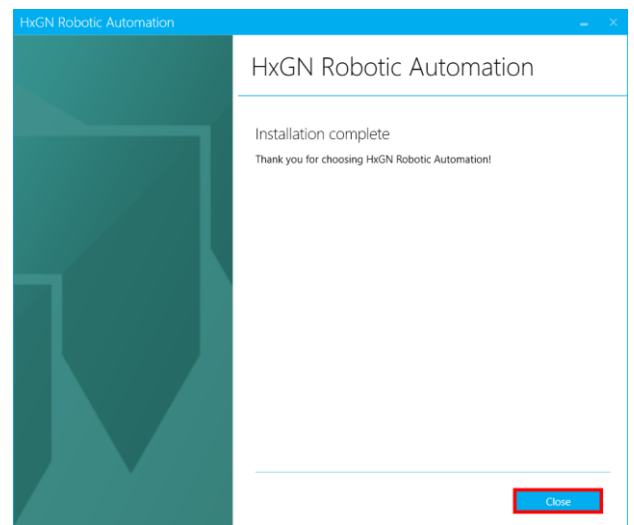 HxGN Robotic Automation
HxGN Robotic Automation
Installation complete
Thank you for choosing HxGN Robotic Automation!
Close